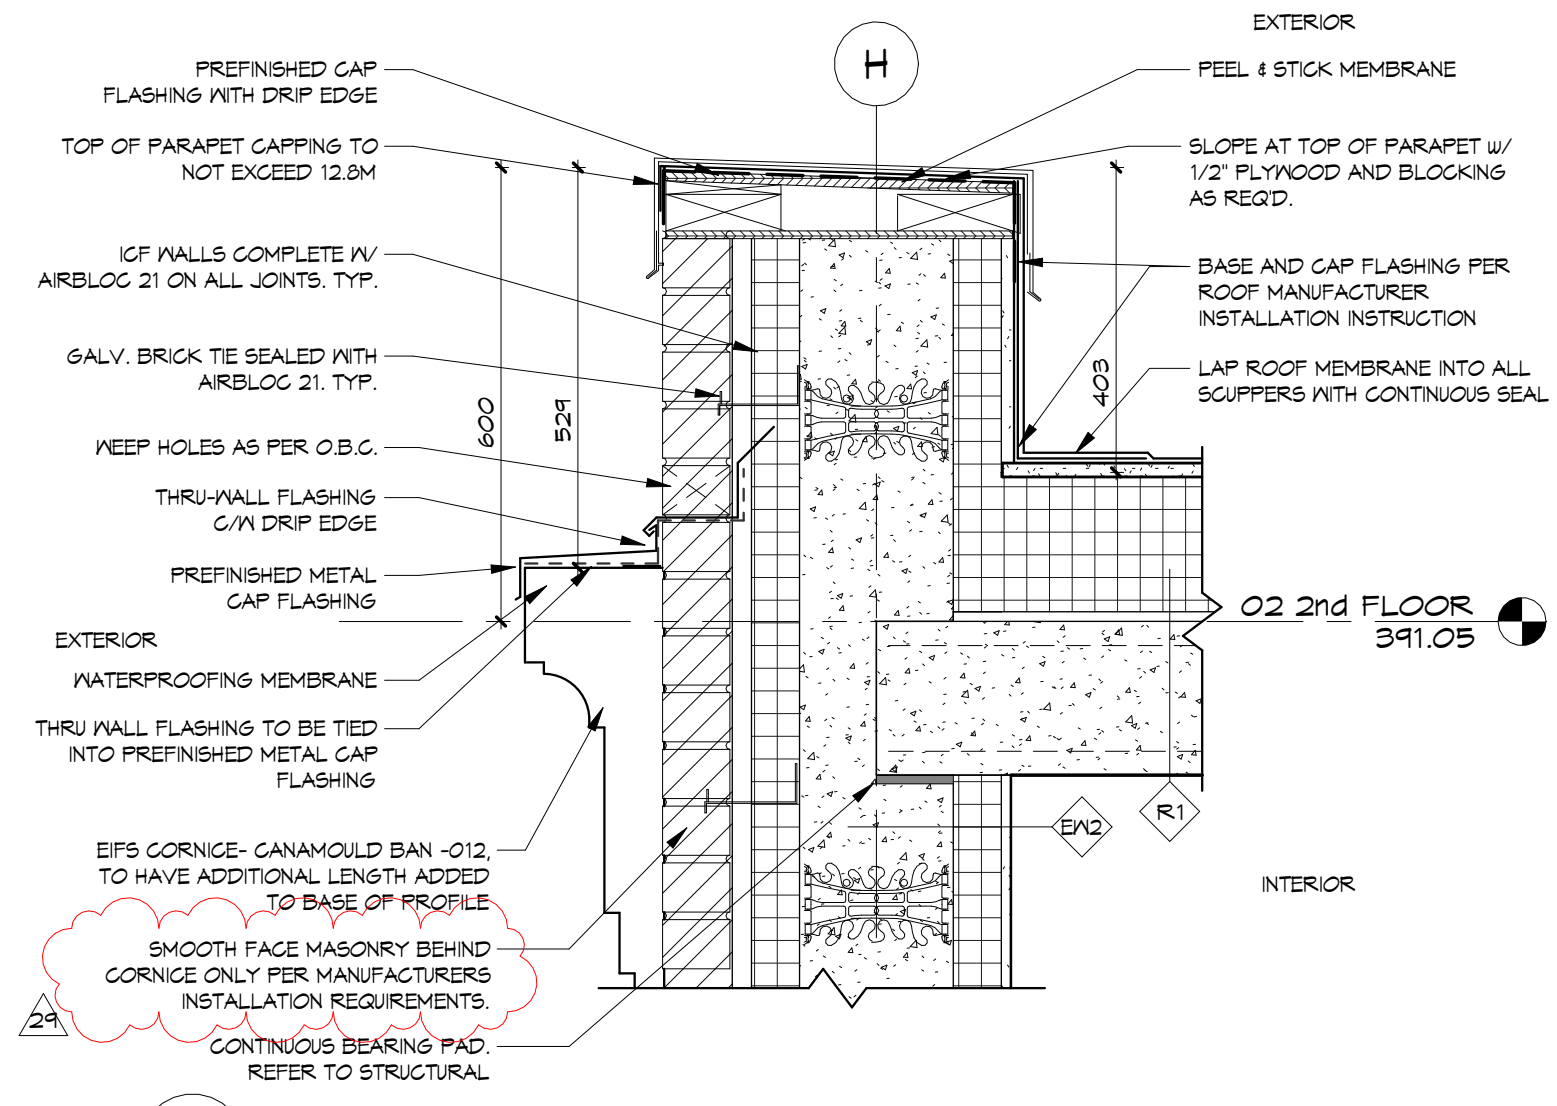 EXTERIOR
H
PREFINISHED CAP
FLASHING WITH DRIP EDGE
PEEL & STICK MEMBRANE
TOP OF PARAPET CAPPING TO
NOT EXCEED 12.8M
SLOPE AT TOP OF PARAPET W/
1/2" PLYWOOD AND BLOCKING
AS REQ'D.
ICF WALLS COMPLETE W/
AIRBLOC 21 ON ALL JOINTS. TYP.
BASE AND CAP FLASHING PER
ROOF MANUFACTURER
INSTALLATION INSTRUCTION
GALV. BRICK TIE SEALED WITH
AIRBLOC 21. TYP.
LAP ROOF MEMBRANE INTO ALL
SCUPPERS WITH CONTINUOUS SEAL
600
529
403
WEEP HOLES AS PER O.B.C.
THRU-WALL FLASHING
C/W DRIP EDGE
PREFINISHED METAL
CAP FLASHING
02 2nd FLOOR
391.05
EXTERIOR
WATERPROOFING MEMBRANE
THRU WALL FLASHING TO BE TIED
INTO PREFINISHED METAL CAP
FLASHING
R1
EW2
EIFS CORNICE- CANAMOULD BAN -012,
TO HAVE ADDITIONAL LENGTH ADDED
TO BASE OF PROFILE
INTERIOR
SMOOTH FACE MASONRY BEHIND
CORNICE ONLY PER MANUFACTURERS
INSTALLATION REQUIREMENTS.
29
CONTINUOUS BEARING PAD.
REFER TO STRUCTURAL